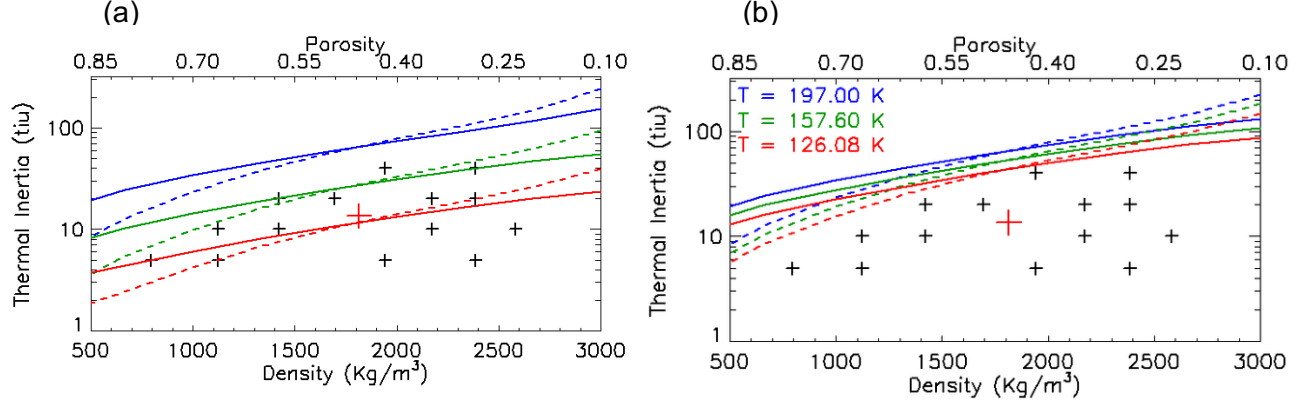 (a)
Porosity
0.85 0.70 0.55 0.40 0.25 0.10
Thermal Inertia (tiu)
100
10
1
500 1000 1500 2000 2500 3000
Density (Kg/m³)
(b)
Porosity
0.85 0.70 0.55 0.40 0.25 0.10
T = 197.00 K
T = 157.60 K
T = 126.08 K
Thermal Inertia (tiu)
100
10
1
500 1000 1500 2000 2500 3000
Density (Kg/m³)